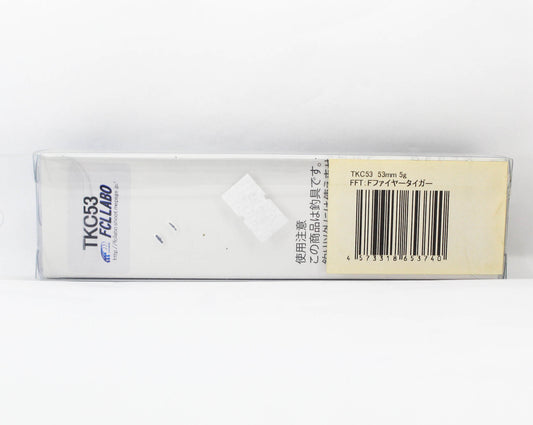 TKC53
FCLLABO
使用注意
この商品は釣具です。
TKC53 53mm 5g
FFT:Fファイヤータイガー
4 573318 653740